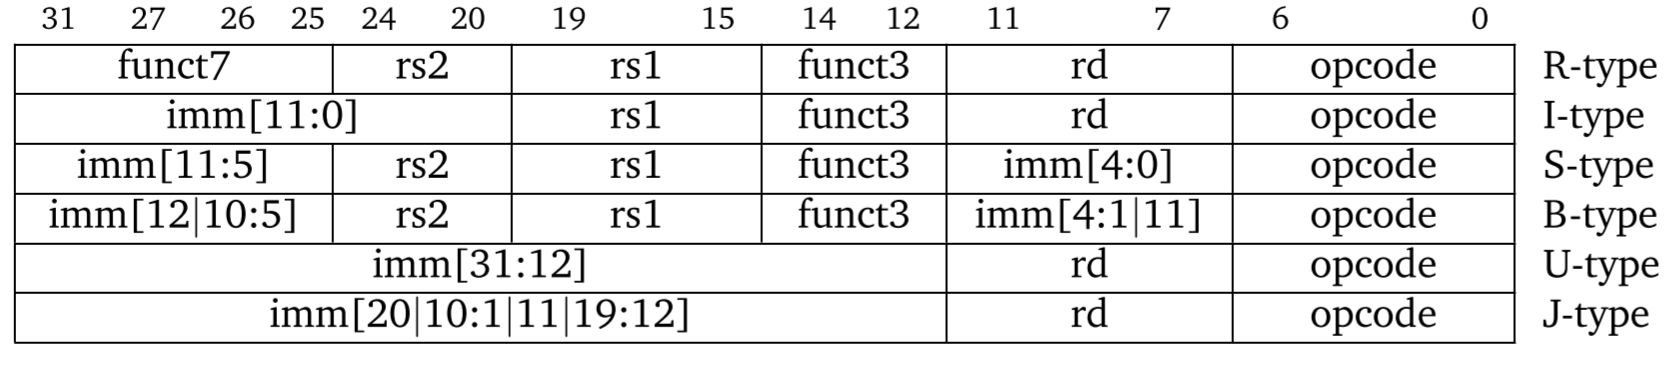 31 27 26 25 24 20 19 15 14 12 11 7 6 0
funct7 rs2 rs1 funct3 rd opcode R-type
imm[11:0] rs1 funct3 rd opcode I-type
imm[11:5] rs2 rs1 funct3 imm[4:0] opcode S-type
imm[12|10:5] rs2 rs1 funct3 imm[4:1|11] opcode B-type
imm[31:12] rd opcode U-type
imm[20|10:1|11|19:12] rd opcode J-type